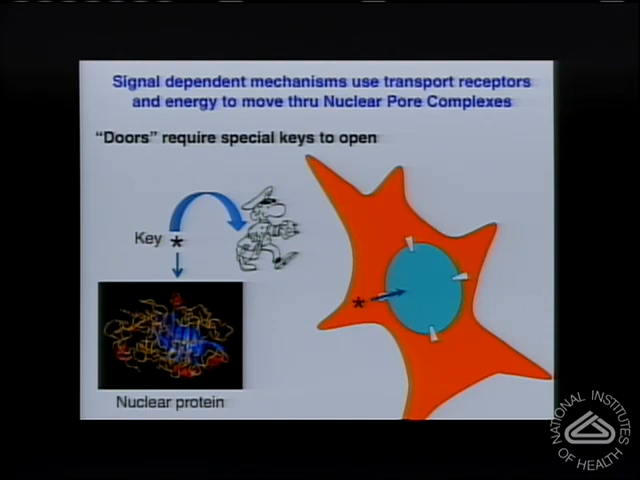 Signal dependent mechanisms use transport receptors
and energy to move thru Nuclear Pore Complexes
“Doors” require special keys to open
Key *
*
Nuclear protein
NATIONAL INSTITUTES
OF HEALTH